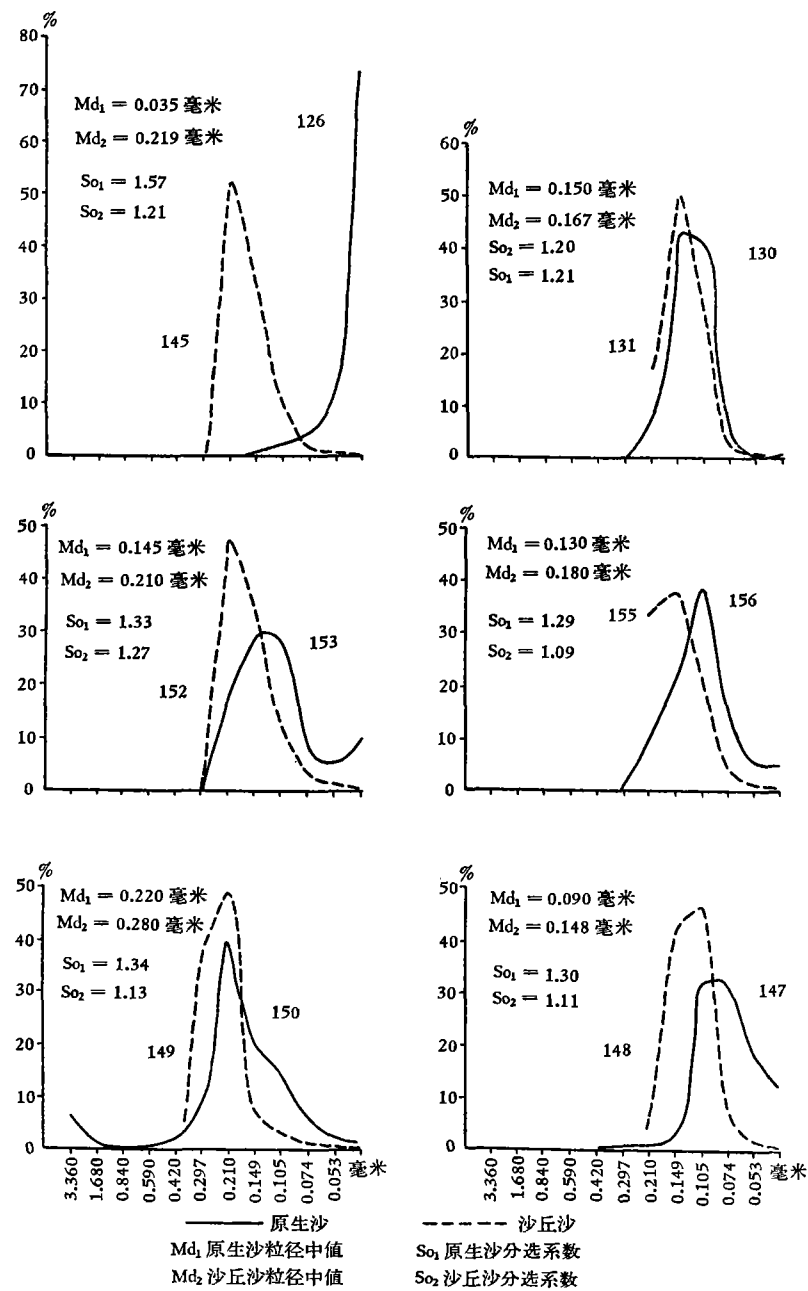 %
80
70
60
50
40
30
20
10
0
Md₁ = 0.035 毫米
Md₂ = 0.219 毫米
So₁ = 1.57
So₂ = 1.21
126
145
%
60
50
40
30
20
10
0
Md₁ = 0.150 毫米
Md₂ = 0.167 毫米
So₂ = 1.20
So₁ = 1.21
130
131
%
50
40
30
20
10
0
Md₁ = 0.145 毫米
Md₂ = 0.210 毫米
So₁ = 1.33
So₂ = 1.27
153
152
%
50
40
30
20
10
0
Md₁ = 0.130 毫米
Md₂ = 0.180 毫米
So₁ = 1.29
So₂ = 1.09
155
156
%
50
40
30
20
10
0
Md₁ = 0.220 毫米
Md₂ = 0.280 毫米
So₁ = 1.34
So₂ = 1.13
150
149
3.360 1.680 0.840 0.590 0.420 0.297 0.210 0.149 0.105 0.074 0.053 毫米
%
50
40
30
20
10
0
Md₁ = 0.090 毫米
Md₂ = 0.148 毫米
So₁ = 1.30
So₂ = 1.11
147
148
3.360 1.680 0.840 0.590 0.420 0.297 0.210 0.149 0.105 0.074 0.053 毫米
原生沙 沙丘沙
Md₁ 原生沙粒径中値 So₁ 原生沙分选系数
Md₂ 沙丘沙粒径中値 So₂ 沙丘沙分选系数